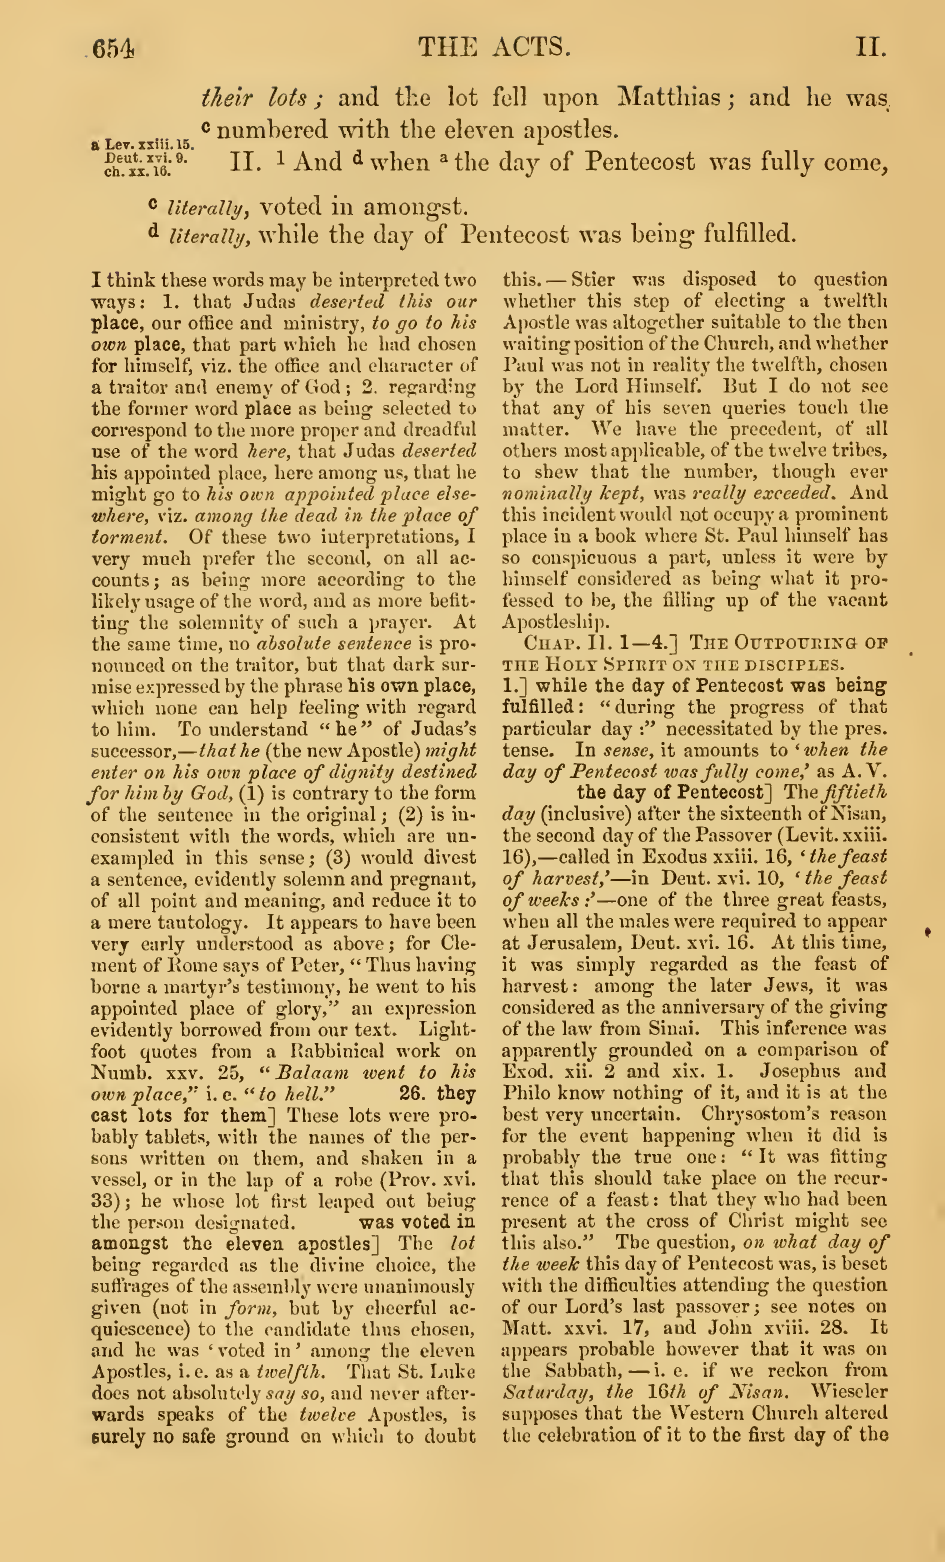 654
THE ACTS.
II.
their lots ; and the lot fell upon Matthias ; and he was
c numbered with the eleven apostles.
a Lev. xxiii. 15.
Deut. xvi. 9.
ch. xx. 16.
II. 1 And d when a the day of Pentecost was fully come,
c literally, voted in amongst.
d literally, while the day of Pentecost was being fulfilled.
I think these words may be interpreted two
ways: 1. that Judas deserted this our
place, our office and ministry, to go to his
own place, that part which he had chosen
for himself, viz. the office and character of
a traitor and enemy of God; 2. regarding
the former word place as being selected to
correspond to the more proper and dreadful
use of the word here, that Judas deserted
his appointed place, here among us, that he
might go to his own appointed place else-
where, viz. among the dead in the place of
torment. Of these two interpretations, I
very much prefer the second, on all ac-
counts; as being more according to the
likely usage of the word, and as more befit-
ting the solemnity of such a prayer. At
the same time, no absolute sentence is pro-
nounced on the traitor, but that dark sur-
mise expressed by the phrase his own place,
which none can help feeling with regard
to him. To understand “he” of Judas's
successor,—that he (the new Apostle) might
enter on his own place of dignity destined
for him by God, (1) is contrary to the form
of the sentence in the original; (2) is in-
consistent with the words, which are un-
exampled in this sense; (3) would divest
a sentence, evidently solemn and pregnant,
of all point and meaning, and reduce it to
a mere tautology. It appears to have been
very early understood as above; for Cle-
ment of Rome says of Peter, “Thus having
borne a martyr's testimony, he went to his
appointed place of glory,” an expression
evidently borrowed from our text. Light-
foot quotes from a Rabbinical work on
Numb. xxv. 25, “Balaam went to his
own place,” i. e. “to hell.” 26. they
cast lots for them] These lots were pro-
bably tablets, with the names of the per-
sons written on them, and shaken in a
vessel, or in the lap of a robe (Prov. xvi.
33); he whose lot first leaped out being
the person designated. was voted in
amongst the eleven apostles] The lot
being regarded as the divine choice, the
suffrages of the assembly were unanimously
given (not in form, but by cheerful ac-
quiescence) to the candidate thus chosen,
and he was ‘voted in’ among the eleven
Apostles, i. e. as a twelfth. That St. Luke
does not absolutely say so, and never after-
wards speaks of the twelve Apostles, is
surely no safe ground on which to doubt
this.—Stier was disposed to question
whether this step of electing a twelfth
Apostle was altogether suitable to the then
waiting position of the Church, and whether
Paul was not in reality the twelfth, chosen
by the Lord Himself. But I do not see
that any of his seven queries touch the
matter. We have the precedent, of all
others most applicable, of the twelve tribes,
to shew that the number, though ever
nominally kept, was really exceeded. And
this incident would not occupy a prominent
place in a book where St. Paul himself has
so conspicuous a part, unless it were by
himself considered as being what it pro-
fessed to be, the filling up of the vacant
Apostleship.
CHAP. II. 1—4.] THE OUTPOURING OF
THE HOLY SPIRIT ON THE DISCIPLES.
1.] while the day of Pentecost was being
fulfilled: “during the progress of that
particular day :” necessitated by the pres.
tense. In sense, it amounts to ‘when the
day of Pentecost was fully come,’ as A. V.
the day of Pentecost] The fiftieth
day (inclusive) after the sixteenth of Nisan,
the second day of the Passover (Levit. xxiii.
16),—called in Exodus xxiii. 16, ‘the feast
of harvest,’—in Deut. xvi. 10, ‘the feast
of weeks :’—one of the three great feasts,
when all the males were required to appear
at Jerusalem, Deut. xvi. 16. At this time,
it was simply regarded as the feast of
harvest: among the later Jews, it was
considered as the anniversary of the giving
of the law from Sinai. This inference was
apparently grounded on a comparison of
Exod. xii. 2 and xix. 1. Josephus and
Philo know nothing of it, and it is at the
best very uncertain. Chrysostom's reason
for the event happening when it did is
probably the true one: “It was fitting
that this should take place on the recur-
rence of a feast: that they who had been
present at the cross of Christ might see
this also.” The question, on what day of
the week this day of Pentecost was, is beset
with the difficulties attending the question
of our Lord's last passover; see notes on
Matt. xxvi. 17, and John xviii. 28. It
appears probable however that it was on
the Sabbath,—i. e. if we reckon from
Saturday, the 16th of Nisan. Wieseler
supposes that the Western Church altered
the celebration of it to the first day of the